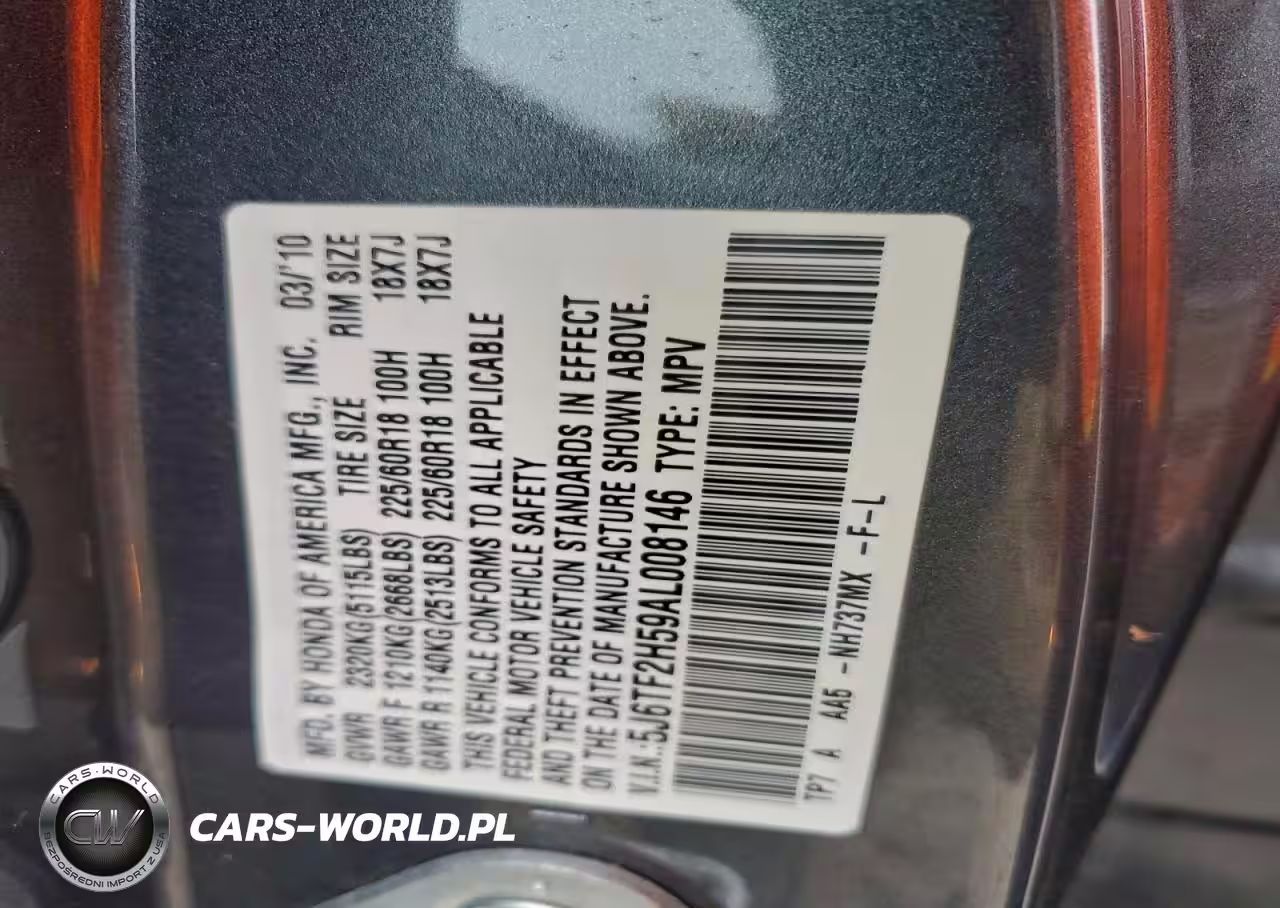 MFD. BY HONDA OF AMERICA MFG., INC. 03/'10
GVWR 2320KG(5115LBS) TIRE SIZE RIM SIZE
GAWR F 1210KG(2668LBS) 225/60R18 100H 18X7J
GAWR R 1140KG(2513LBS) 225/60R18 100H 18X7J
THIS VEHICLE CONFORMS TO ALL APPLICABLE
FEDERAL MOTOR VEHICLE SAFETY
AND THEFT PREVENTION STANDARDS IN EFFECT
ON THE DATE OF MANUFACTURE SHOWN ABOVE.
V.I.N.:5J6TF2H59AL008146 TYPE: MPV
TP7 A AA5 -NH737MX -F-L
CARS-WORLD
CW
BEZPOŚREDNI IMPORT Z USA
CARS-WORLD.PL